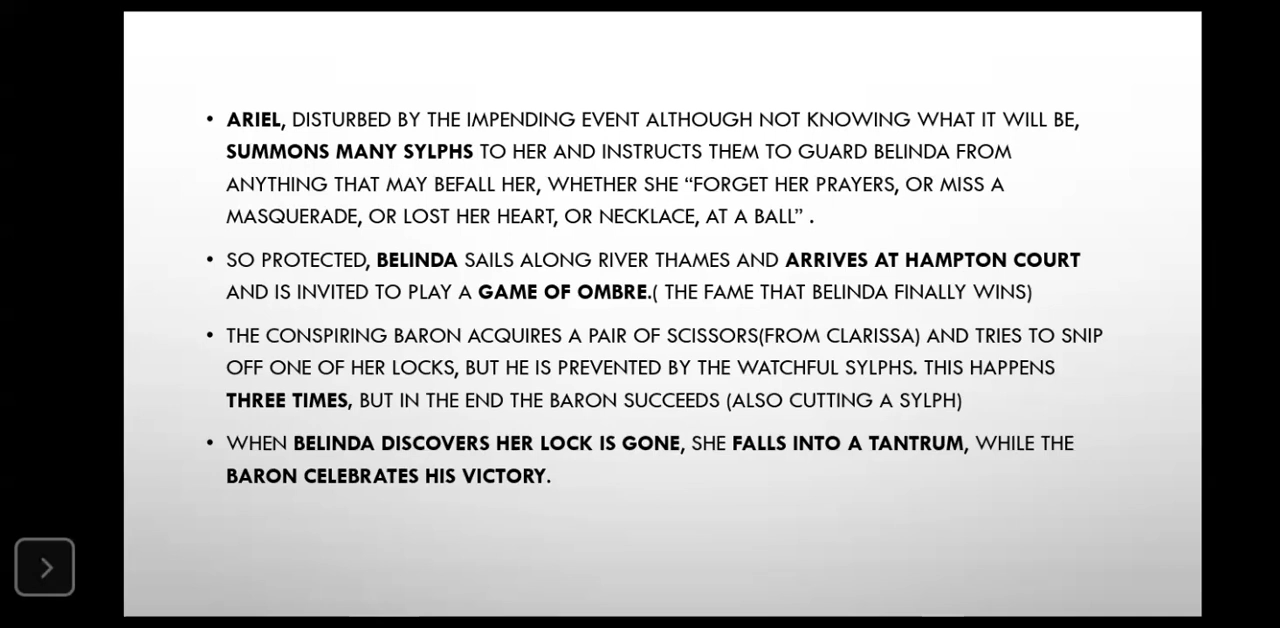 • ARIEL, DISTURBED BY THE IMPENDING EVENT ALTHOUGH NOT KNOWING WHAT IT WILL BE,
SUMMONS MANY SYLPHS TO HER AND INSTRUCTS THEM TO GUARD BELINDA FROM
ANYTHING THAT MAY BEFALL HER, WHETHER SHE “FORGET HER PRAYERS, OR MISS A
MASQUERADE, OR LOST HER HEART, OR NECKLACE, AT A BALL” .
• SO PROTECTED, BELINDA SAILS ALONG RIVER THAMES AND ARRIVES AT HAMPTON COURT
AND IS INVITED TO PLAY A GAME OF OMBRE.( THE FAME THAT BELINDA FINALLY WINS)
• THE CONSPIRING BARON ACQUIRES A PAIR OF SCISSORS(FROM CLARISSA) AND TRIES TO SNIP
OFF ONE OF HER LOCKS, BUT HE IS PREVENTED BY THE WATCHFUL SYLPHS. THIS HAPPENS
THREE TIMES, BUT IN THE END THE BARON SUCCEEDS (ALSO CUTTING A SYLPH)
• WHEN BELINDA DISCOVERS HER LOCK IS GONE, SHE FALLS INTO A TANTRUM, WHILE THE
BARON CELEBRATES HIS VICTORY.